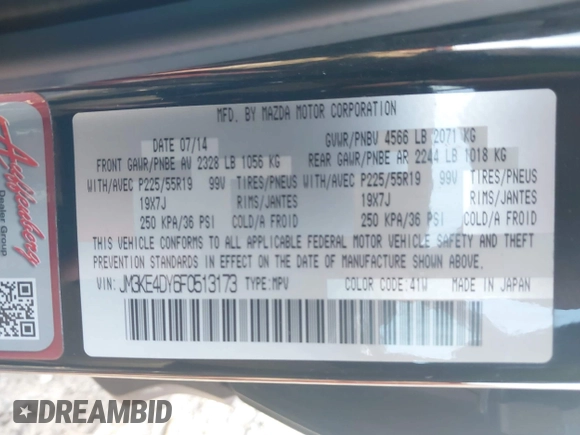 MFD. BY MAZDA MOTOR CORPORATION
DATE 07/14 GVWR/PNBV 4566 LB 2071 KG
FRONT GAWR/PNBE AV 2328 LB 1056 KG REAR GAWR/PNBE AR 2244 LB 1018 KG
WITH/AVEC P225/55R19 99V TIRES/PNEUS WITH/AVEC P225/55R19 99V TIRES/PNEUS
19X7J RIMS/JANTES 19X7J RIMS/JANTES
250 KPA/36 PSI COLD/A FROID 250 KPA/36 PSI COLD/A FROID
THIS VEHICLE CONFORMS TO ALL APPLICABLE FEDERAL MOTOR VEHICLE SAFETY AND THEFT
PREVENTION STANDARDS IN EFFECT ON THE DATE OF MANUFACTURE SHOWN ABOVE.
VIN: JM3KE4DY6F0513173 TYPE:MPV COLOR CODE:41W MADE IN JAPAN
Dealer Group
DREAMBID